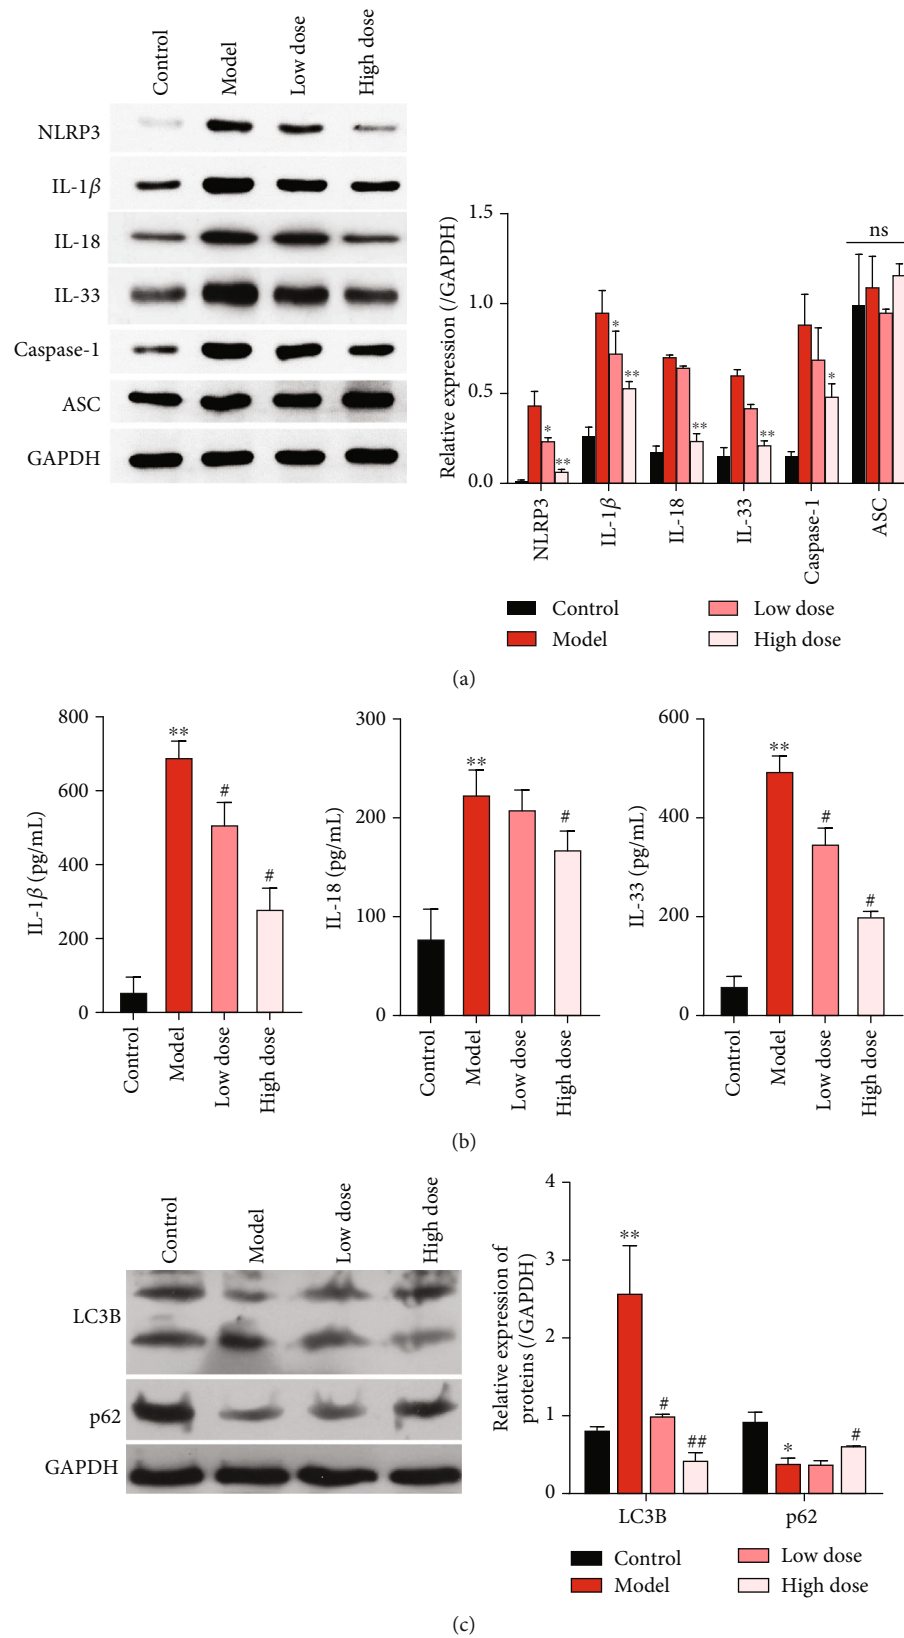 Control
Model
Low dose
High dose
NLRP3
IL-1β
IL-18
IL-33
Caspase-1
ASC
GAPDH
Relative expression (/GAPDH)
1.5
1.0
0.5
0.0
ns
*
**
*
**
**
**
*
NLRP3
IL-1β
IL-18
IL-33
Caspase-1
ASC
Control
Model
Low dose
High dose
(a)
IL-1β (pg/mL)
800
600
400
200
0
**
#
#
Control
Model
Low dose
High dose
IL-18 (pg/mL)
300
200
100
0
**
#
Control
Model
Low dose
High dose
IL-33 (pg/mL)
600
400
200
0
**
#
#
Control
Model
Low dose
High dose
(b)
Control
Model
Low dose
High dose
LC3B
p62
GAPDH
Relative expression of
proteins (/GAPDH)
4
3
2
1
0
**
#
##
*
#
LC3B
p62
Control
Model
Low dose
High dose
(c)